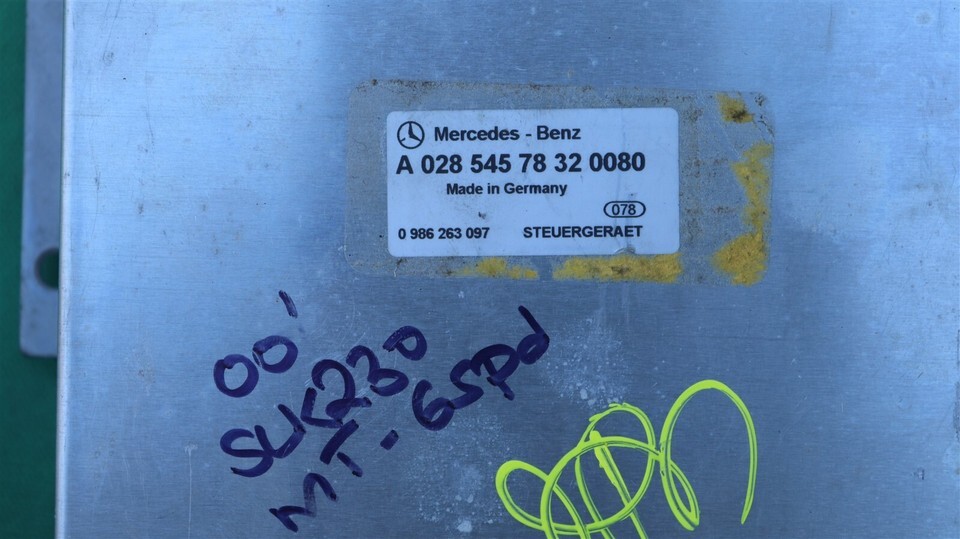 Mercedes - Benz
A 028 545 78 32 0080
Made in Germany
078
0 986 263 097 STEUERGERAET
00'
SLK230
MT- 6spd